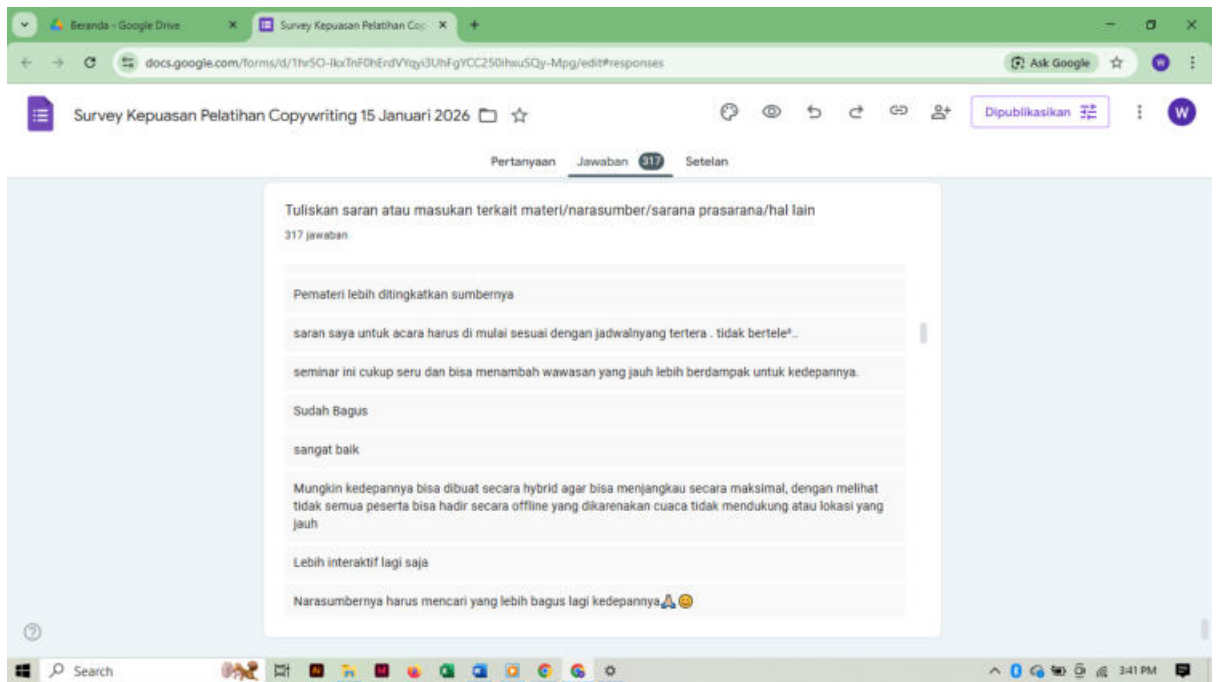 Beranda - Google Drive
Survey Kepuasan Pelatihan Cop
docs.google.com/forms/d/
/edit#responses
Ask Google
Survey Kepuasan Pelatihan Copywriting 15 Januari 2026
Dipublikasikan
W
Pertanyaan Jawaban 317 Setelan
Tuliskan saran atau masukan terkait materi/narasumber/sarana prasarana/hal lain
317 jawaban
Pemateri lebih ditingkatkan sumbernya
saran saya untuk acara harus di mulai sesuai dengan jadwalnyang tertera . tidak bertele²..
seminar ini cukup seru dan bisa menambah wawasan yang jauh lebih berdampak untuk kedepannya.
Sudah Bagus
sangat baik
Mungkin kedepannya bisa dibuat secara hybrid agar bisa menjangkau secara maksimal, dengan melihat
tidak semua peserta bisa hadir secara offline yang dikarenakan cuaca tidak mendukung atau lokasi yang
jauh
Lebih interaktif lagi saja
Narasumbernya harus mencari yang lebih bagus lagi kedepannya🙏😊
Search
3:41 PM